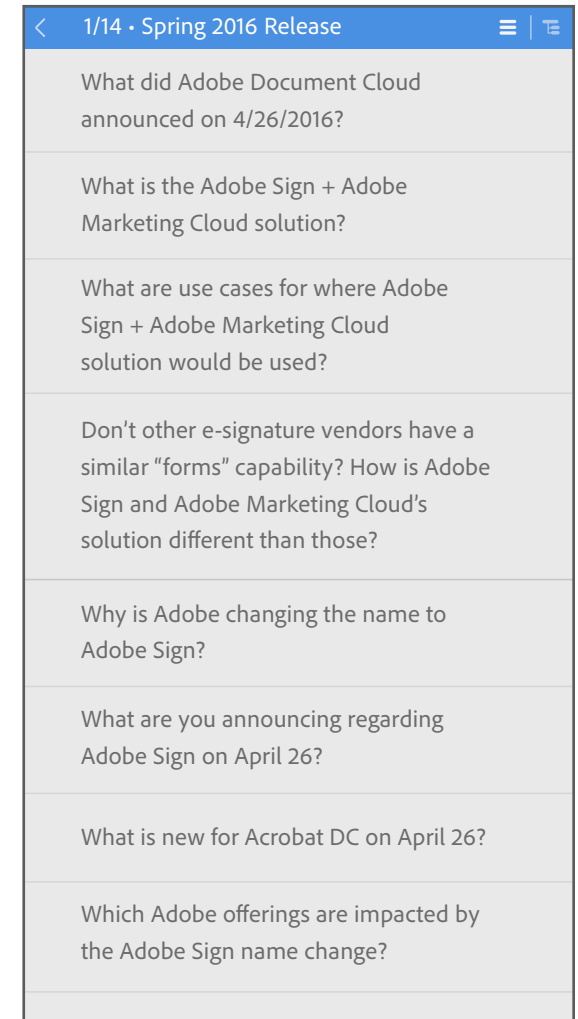 1/14 • Spring 2016 Release
What did Adobe Document Cloud
announced on 4/26/2016?
What is the Adobe Sign + Adobe
Marketing Cloud solution?
What are use cases for where Adobe
Sign + Adobe Marketing Cloud
solution would be used?
Don’t other e-signature vendors have a
similar “forms” capability? How is Adobe
Sign and Adobe Marketing Cloud’s
solution different than those?
Why is Adobe changing the name to
Adobe Sign?
What are you announcing regarding
Adobe Sign on April 26?
What is new for Acrobat DC on April 26?
Which Adobe offerings are impacted by
the Adobe Sign name change?